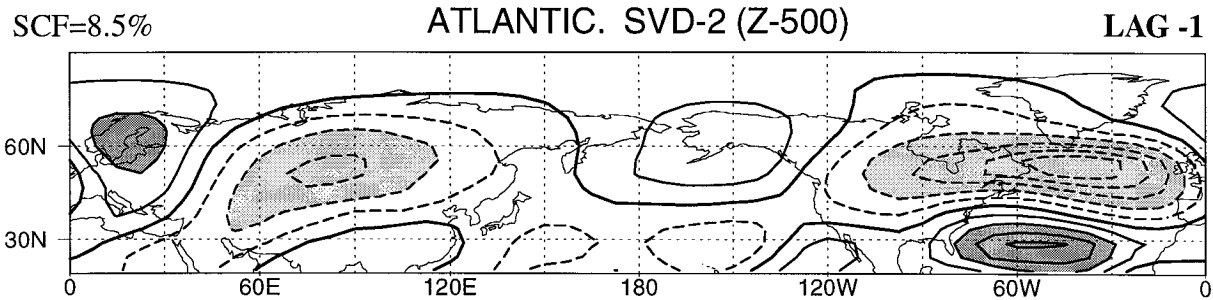 SCF=8.5% ATLANTIC. SVD-2 (Z-500) LAG -1
60N
30N
0 60E 120E 180 120W 60W 0